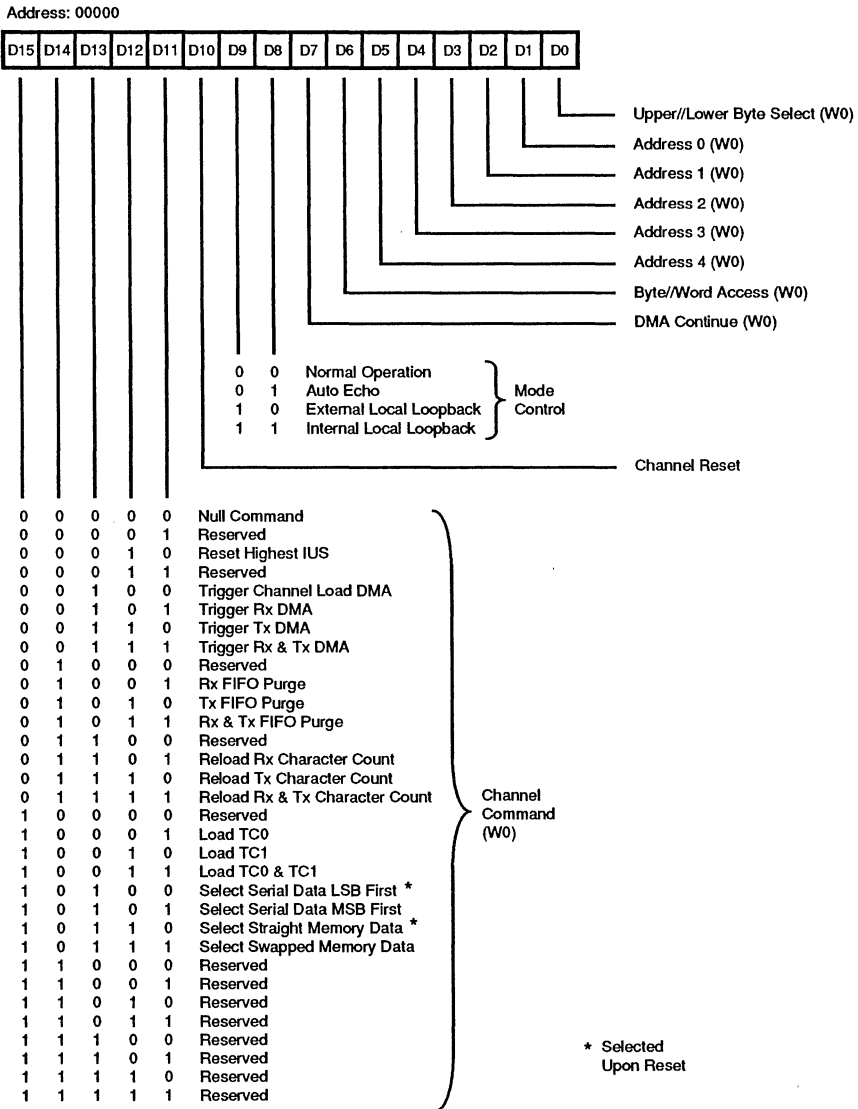 Address: 00000
D15 D14 D13 D12 D11 D10 D9 D8 D7 D6 D5 D4 D3 D2 D1 D0
Upper//Lower Byte Select (W0)
Address 0 (W0)
Address 1 (W0)
Address 2 (W0)
Address 3 (W0)
Address 4 (W0)
Byte//Word Access (W0)
DMA Continue (W0)
0 0 Normal Operation
0 1 Auto Echo
1 0 External Local Loopback
1 1 Internal Local Loopback
Mode
Control
Channel Reset
0 0 0 0 0 Null Command
0 0 0 0 1 Reserved
0 0 0 1 0 Reset Highest IUS
0 0 0 1 1 Reserved
0 0 1 0 0 Trigger Channel Load DMA
0 0 1 0 1 Trigger Rx DMA
0 0 1 1 0 Trigger Tx DMA
0 0 1 1 1 Trigger Rx & Tx DMA
0 1 0 0 0 Reserved
0 1 0 0 1 Rx FIFO Purge
0 1 0 1 0 Tx FIFO Purge
0 1 0 1 1 Rx & Tx FIFO Purge
0 1 1 0 0 Reserved
0 1 1 0 1 Reload Rx Character Count
0 1 1 1 0 Reload Tx Character Count
0 1 1 1 1 Reload Rx & Tx Character Count
1 0 0 0 0 Reserved
1 0 0 0 1 Load TC0
1 0 0 1 0 Load TC1
1 0 0 1 1 Load TC0 & TC1
1 0 1 0 0 Select Serial Data LSB First *
1 0 1 0 1 Select Serial Data MSB First
1 0 1 1 0 Select Straight Memory Data *
1 0 1 1 1 Select Swapped Memory Data
1 1 0 0 0 Reserved
1 1 0 0 1 Reserved
1 1 0 1 0 Reserved
1 1 0 1 1 Reserved
1 1 1 0 0 Reserved
1 1 1 0 1 Reserved
1 1 1 1 0 Reserved
1 1 1 1 1 Reserved
Channel
Command
(W0)
* Selected
Upon Reset